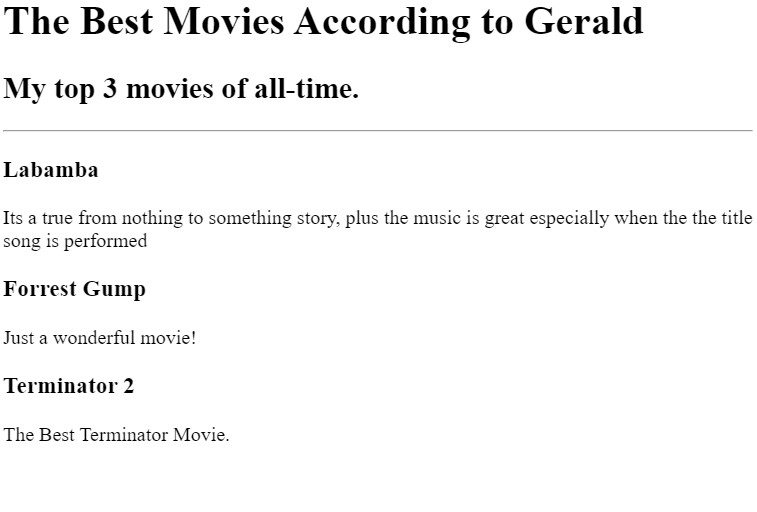 The Best Movies According to Gerald
My top 3 movies of all-time.
Labamba
Its a true from nothing to something story, plus the music is great especially when the the title
song is performed
Forrest Gump
Just a wonderful movie!
Terminator 2
The Best Terminator Movie.